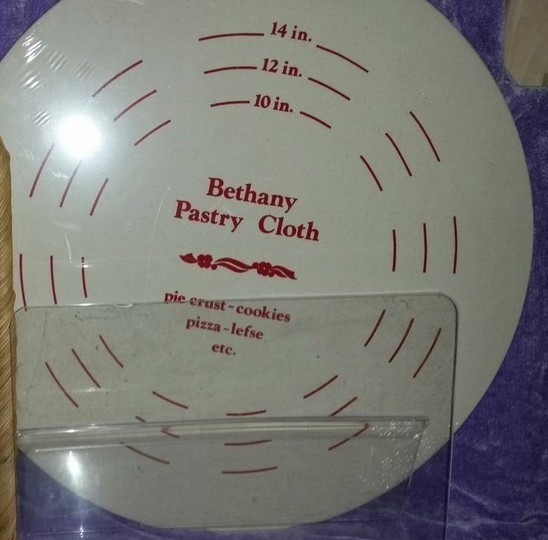 14 in.
12 in.
10 in.
Bethany
Pastry Cloth
pie crust - cookies
pizza - lefse
etc.